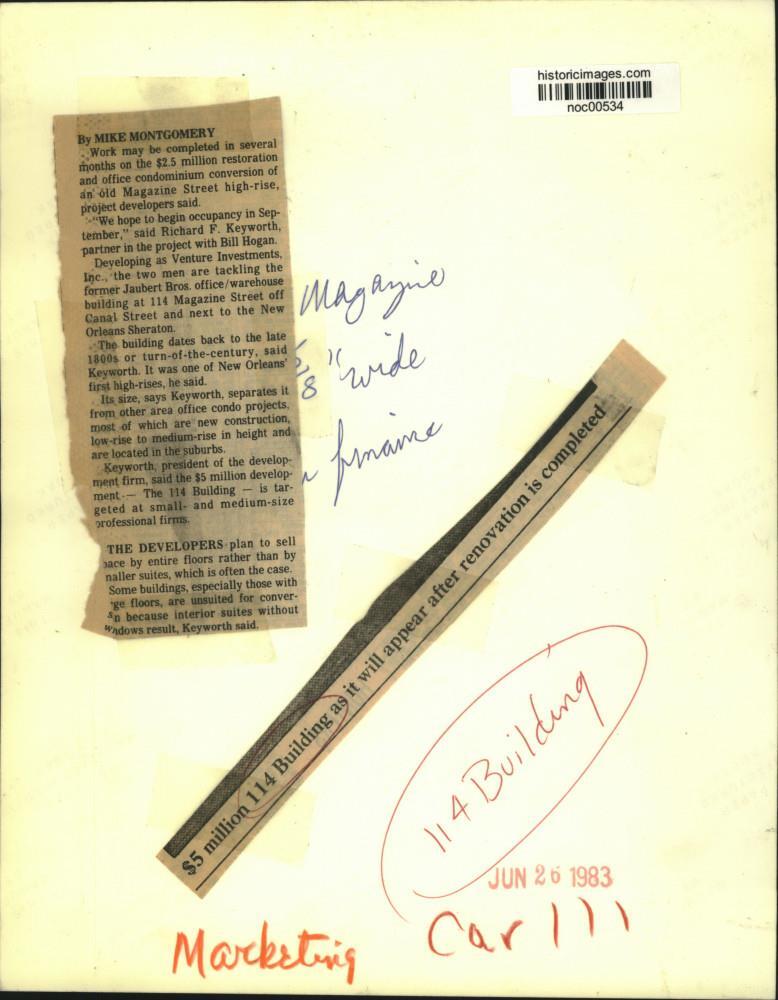 historicimages.com
noc00534
By MIKE MONTGOMERY
Work may be completed in several
months on the $2.5 million restoration
and office condominium conversion of
an old Magazine Street high-rise,
project developers said.
"We hope to begin occupancy in Sep-
tember," said Richard F. Keyworth,
partner in the project with Bill Hogan.
Developing as Venture Investments,
Inc., the two men are tackling the
former Jaubert Bros. office/warehouse
building at 114 Magazine Street off
Canal Street and next to the New
Orleans Sheraton.
The building dates back to the late
1800s or turn-of-the-century, said
Keyworth. It was one of New Orleans'
first high-rises, he said.
Its size, says Keyworth, separates it
from other area office condo projects,
most of which are new construction,
low-rise to medium-rise in height and
are located in the suburbs.
Keyworth, president of the develop-
ment firm, said the $5 million develop-
ment — The 114 Building — is tar-
geted at small- and medium-size
professional firms.
THE DEVELOPERS plan to sell
ace by entire floors rather than by
naller suites, which is often the case.
Some buildings, especially those with
ge floors, are unsuited for conver-
n because interior suites without
windows result, Keyworth said.
Magazine
" wide
$5 million 114 Building as it will appear after renovation is completed
114 Building
JUN 26 1983
Car 111
Marketing